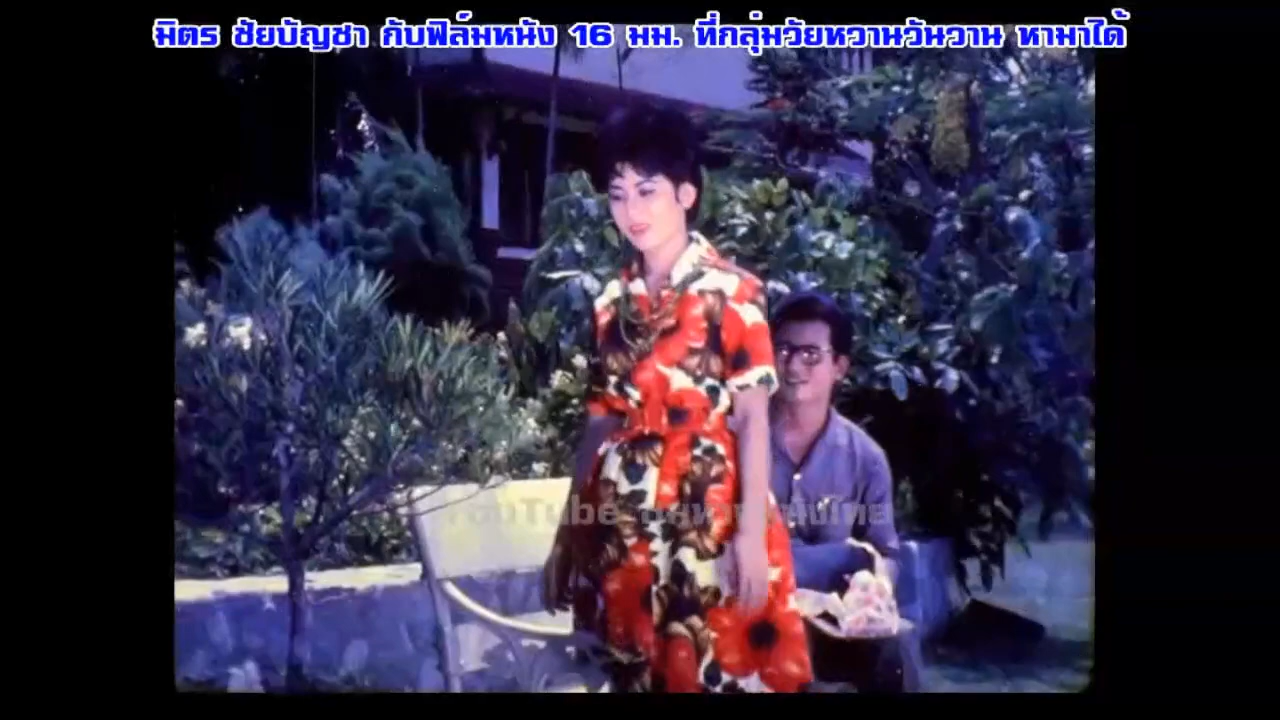 มิตร ชัยบัญชา กับฟิล์มหนัง 16 มม. ที่กลุ่มวัยหวานวันวาน หามาได้
YouTube